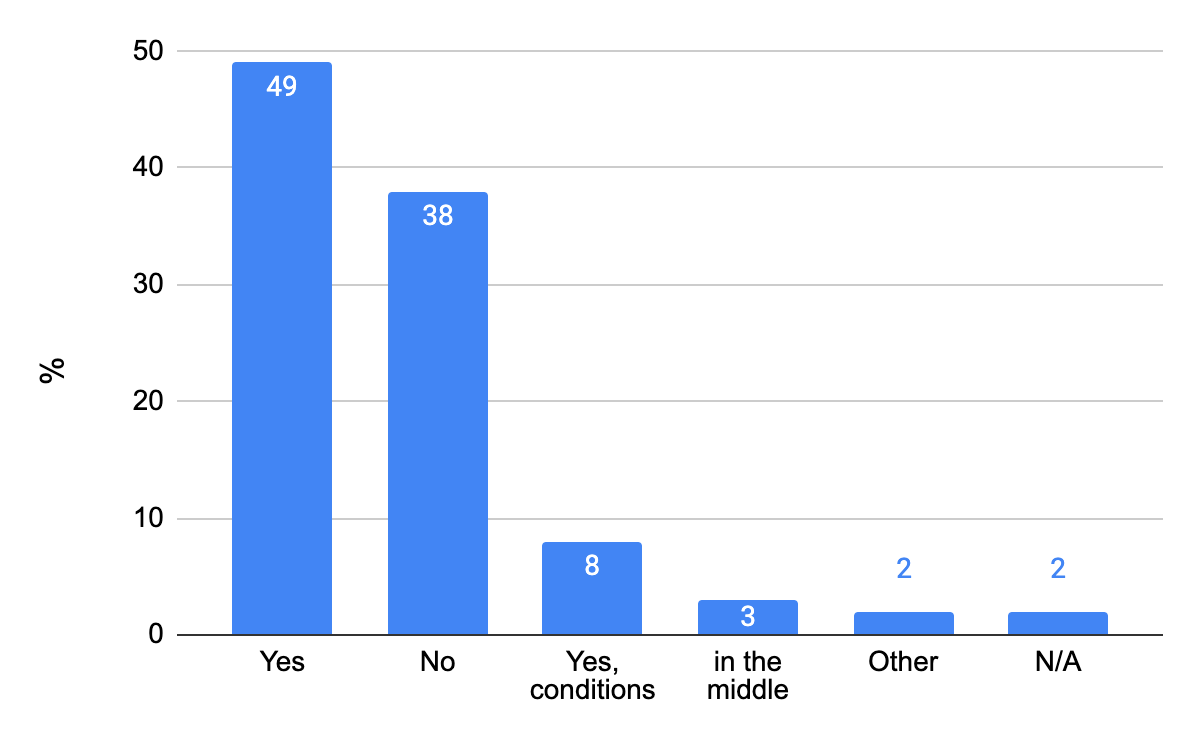 50
49
40
38
30
%
20
10
8
2
2
3
0
Yes
No
Yes,
conditions
in the
middle
Other
N/A